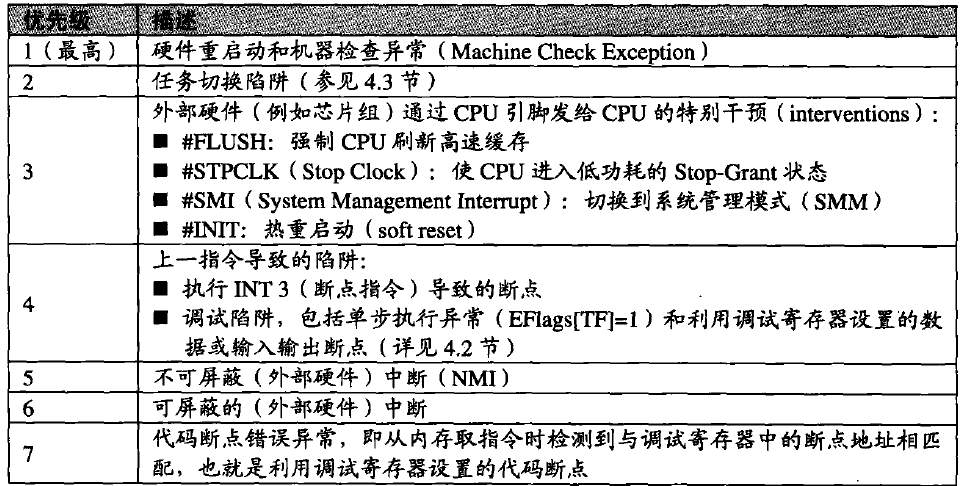 优先级 描述
1（最高） 硬件重启动和机器检查异常（Machine Check Exception）
2 任务切换陷阱（参见 4.3 节）
外部硬件（例如芯片组）通过 CPU 引脚发给 CPU 的特别干预（interventions）：
■ #FLUSH：强制 CPU 刷新高速缓存
3 ■ #STPCLK（Stop Clock）：使 CPU 进入低功耗的 Stop-Grant 状态
■ #SMI（System Management Interrupt）：切换到系统管理模式（SMM）
■ #INIT：热重启动（soft reset）
上一指令导致的陷阱：
■ 执行 INT 3（断点指令）导致的断点
4 ■ 调试陷阱，包括单步执行异常（EFlags[TF]=1）和利用调试寄存器设置的数
据或输入输出断点（详见 4.2 节）
5 不可屏蔽（外部硬件）中断（NMI）
6 可屏蔽的（外部硬件）中断
7 代码断点错误异常，即从内存取指令时检测到与调试寄存器中的断点地址相匹
配，也就是利用调试寄存器设置的代码断点